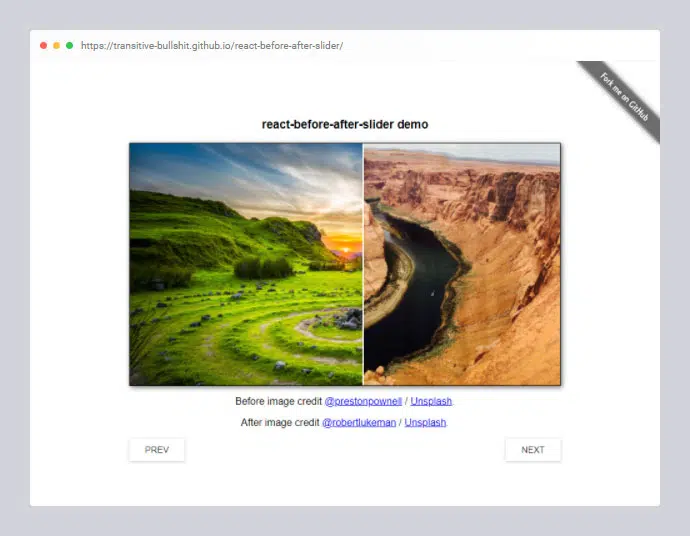 https://transitive-bullshit.github.io/react-before-after-slider/
Fork me on GitHub
react-before-after-slider demo
Before image credit @prestonpownell / Unsplash
After image credit @robertlukeman / Unsplash
PREV
NEXT